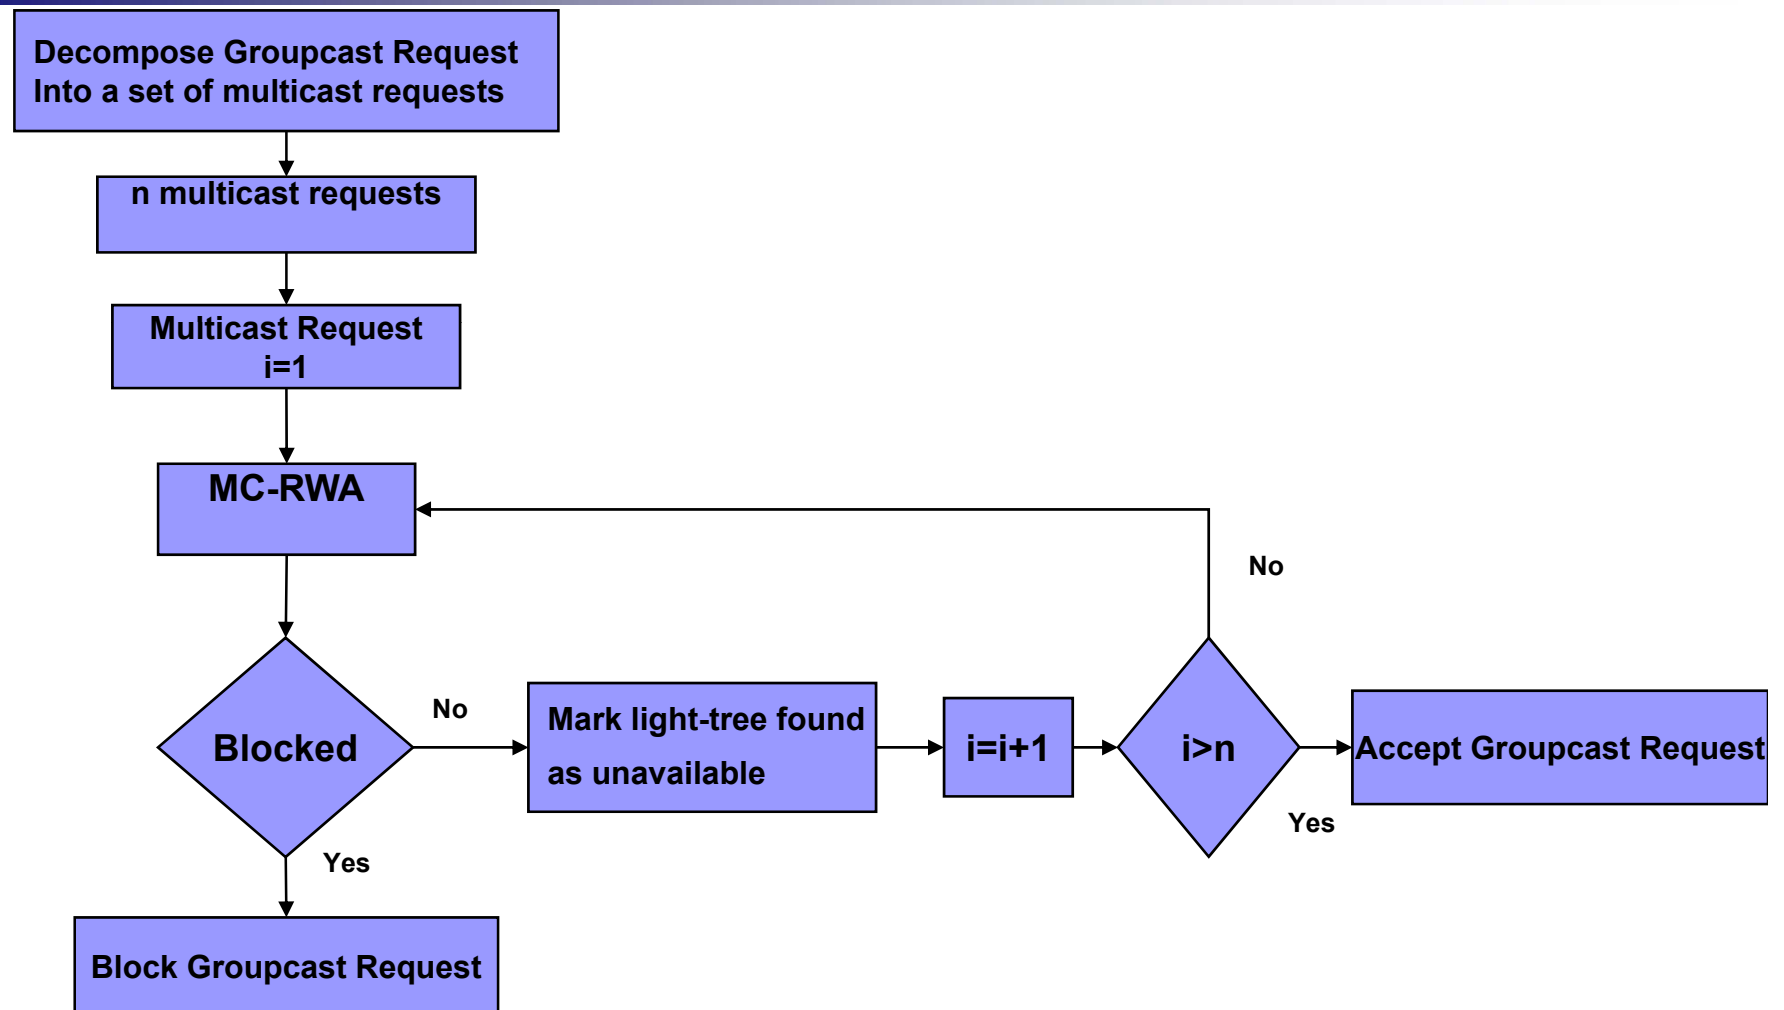 Decompose Groupcast Request
Into a set of multicast requests
n multicast requests
Multicast Request
i=1
MC-RWA
No
Blocked
No
Mark light-tree found
as unavailable
i=i+1
i>n
Accept Groupcast Request
Yes
Yes
Block Groupcast Request